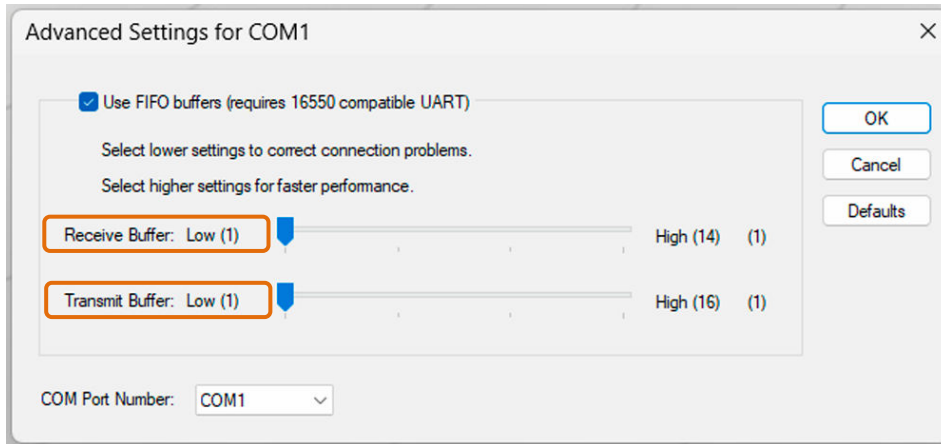 Advanced Settings for COM1
Use FIFO buffers (requires 16550 compatible UART)
OK
Select lower settings to correct connection problems.
Cancel
Select higher settings for faster performance.
Defaults
Receive Buffer: Low (1) High (14) (1)
Transmit Buffer: Low (1) High (16) (1)
COM Port Number: COM1